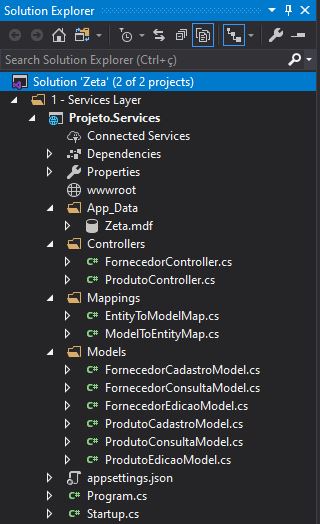 Solution Explorer
Search Solution Explorer (Ctrl+ç)
Solution 'Zeta' (2 of 2 projects)
1 - Services Layer
Projeto.Services
Connected Services
Dependencies
Properties
wwwroot
App_Data
Zeta.mdf
Controllers
C# FornecedorController.cs
C# ProdutoController.cs
Mappings
C# EntityToModelMap.cs
C# ModelToEntityMap.cs
Models
C# FornecedorCadastroModel.cs
C# FornecedorConsultaModel.cs
C# FornecedorEdicaoModel.cs
C# ProdutoCadastroModel.cs
C# ProdutoConsultaModel.cs
C# ProdutoEdicaoModel.cs
appsettings.json
C# Program.cs
C# Startup.cs